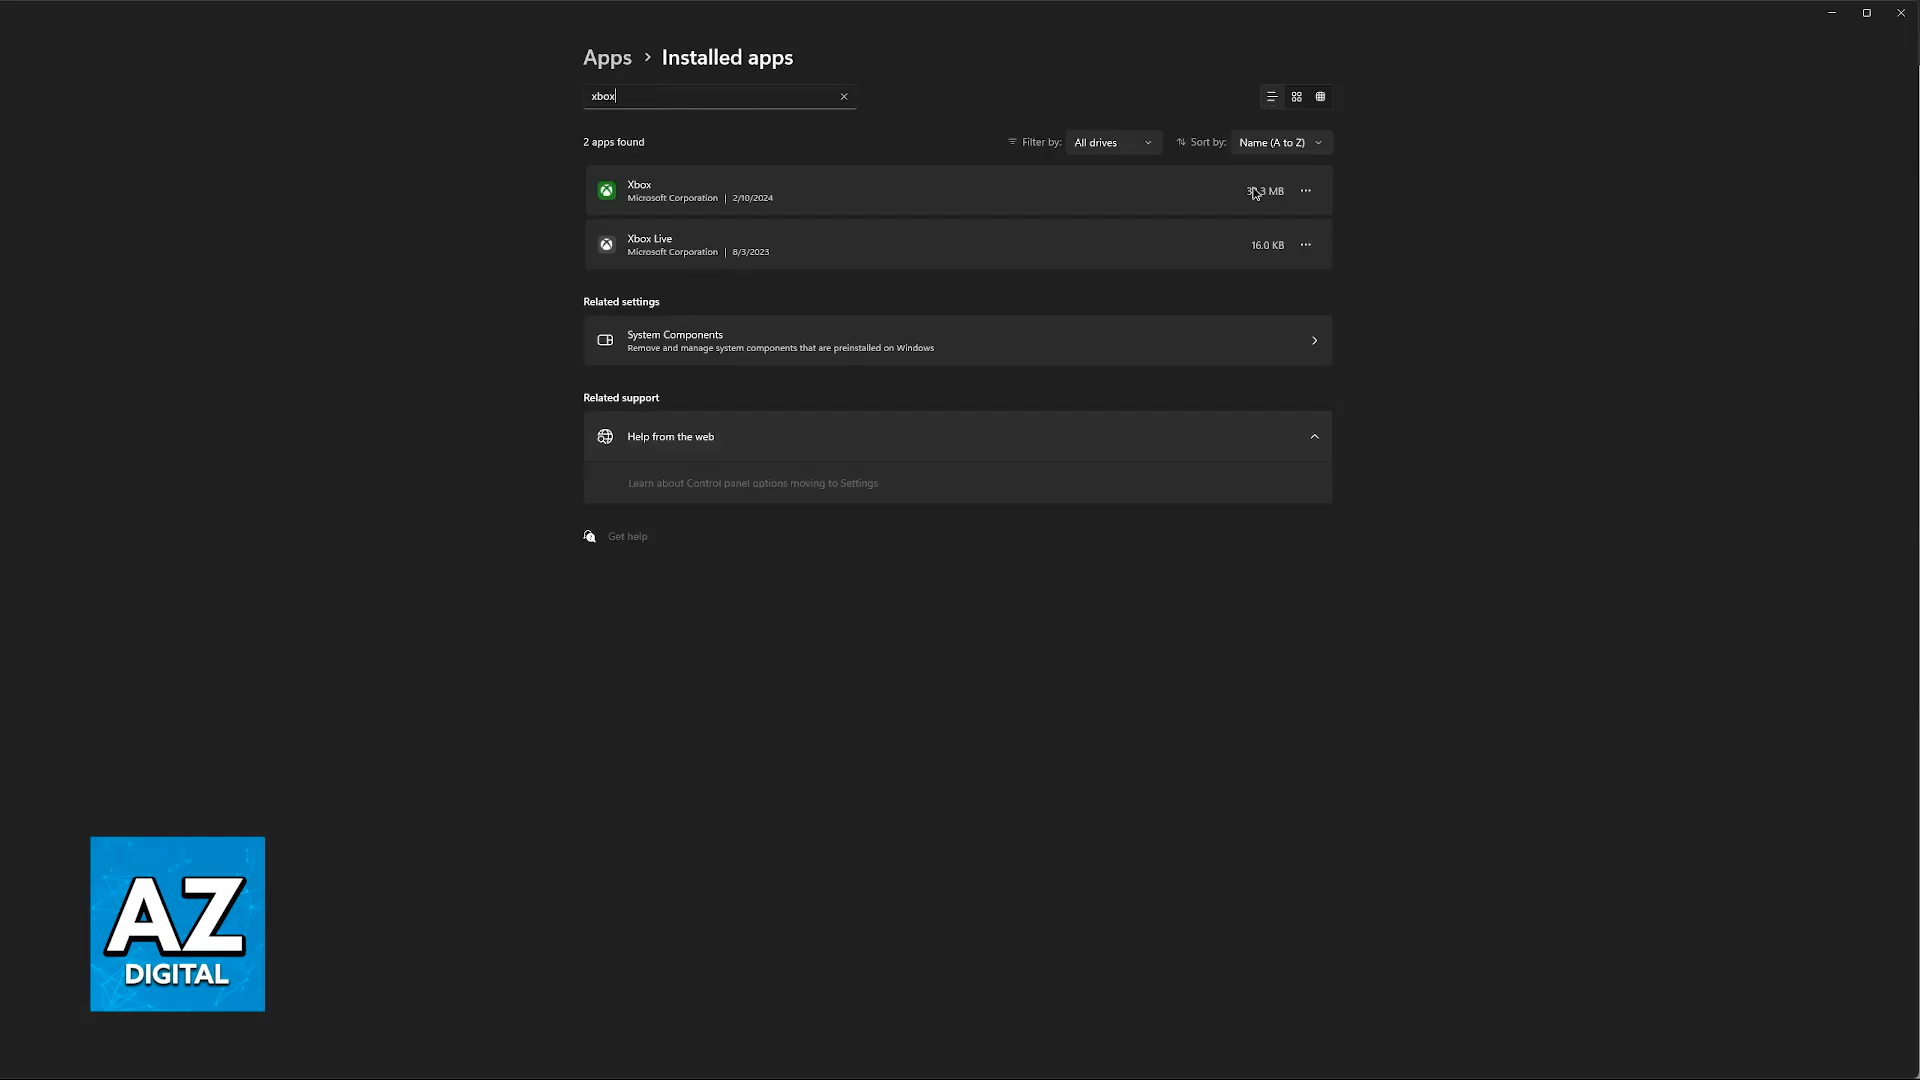 Apps › Installed apps
xbox
2 apps found
Filter by: All drives
Sort by: Name (A to Z)
Xbox
Microsoft Corporation | 2/10/2024
MB
Xbox Live
Microsoft Corporation | 8/3/2023
16.0 KB
Related settings
System Components
Remove and manage system components that are preinstalled on Windows
Related support
Help from the web
Learn about Control panel options moving to Settings
Get help
AZ
DIGITAL